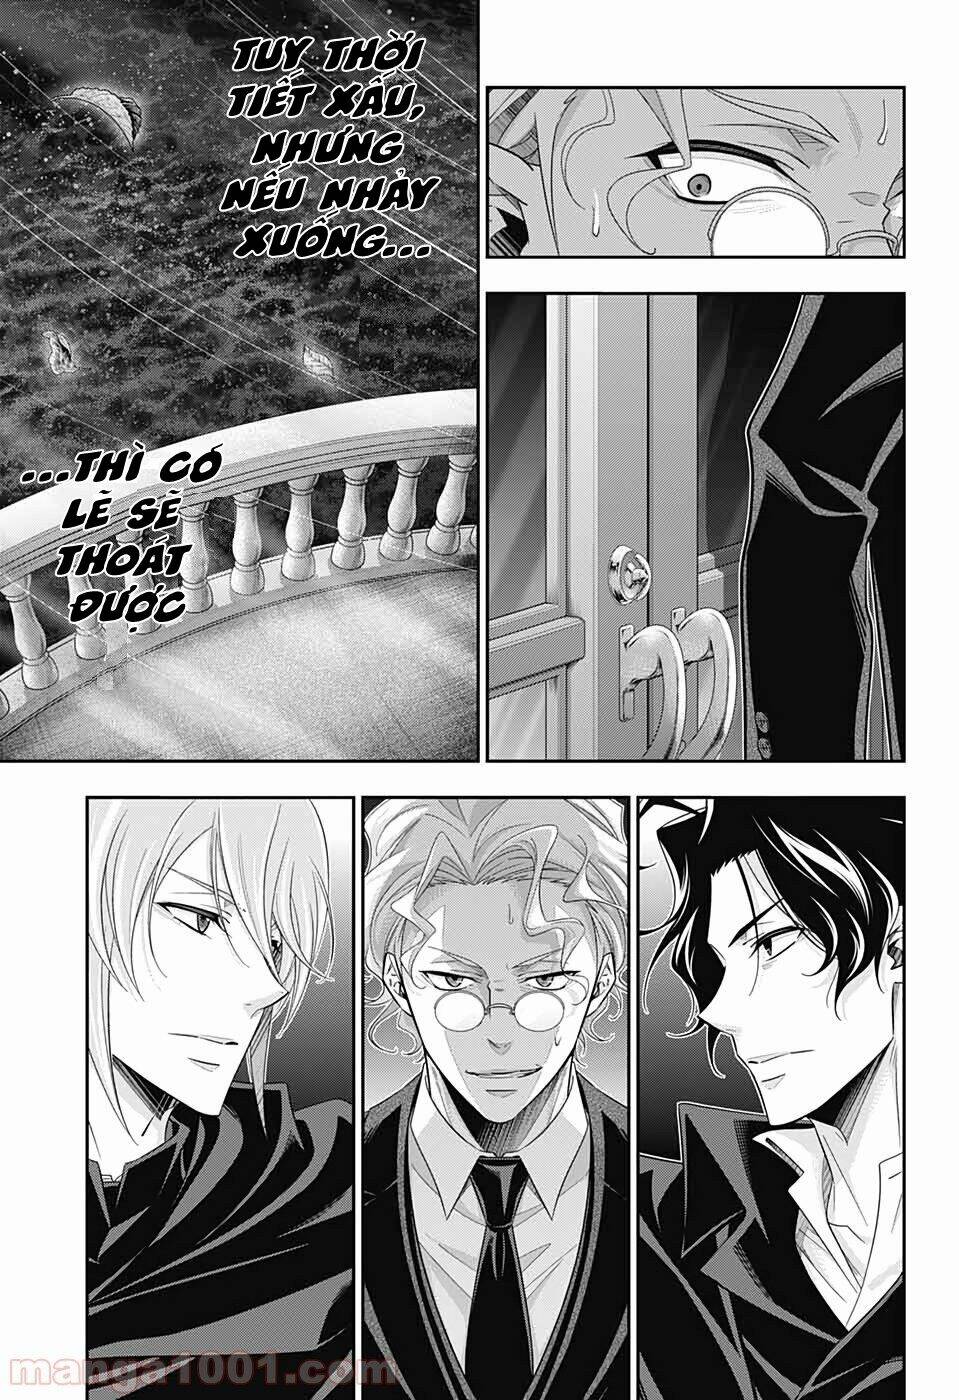 TUY THỜI
TIẾT XẤU,
NHƯNG
NẾU NHẢY
XUỐNG...
...THÌ CÓ
LẼ SẼ
THOÁT
ĐƯỢC
manga1001.com